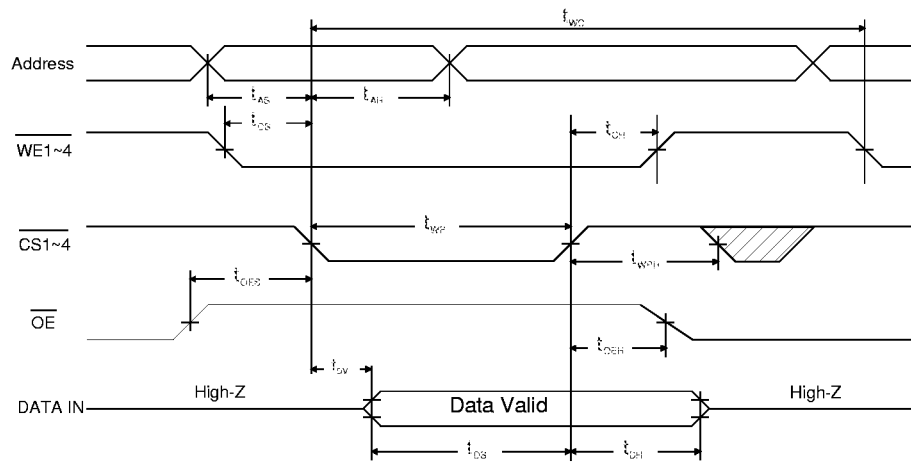 tWC
Address
tAS tAH
tCS tCH
WE1~4
tWP
CS1~4
tWPH
tOES
OE
tOEH
tDV
High-Z High-Z
DATA IN Data Valid
tDS tDH